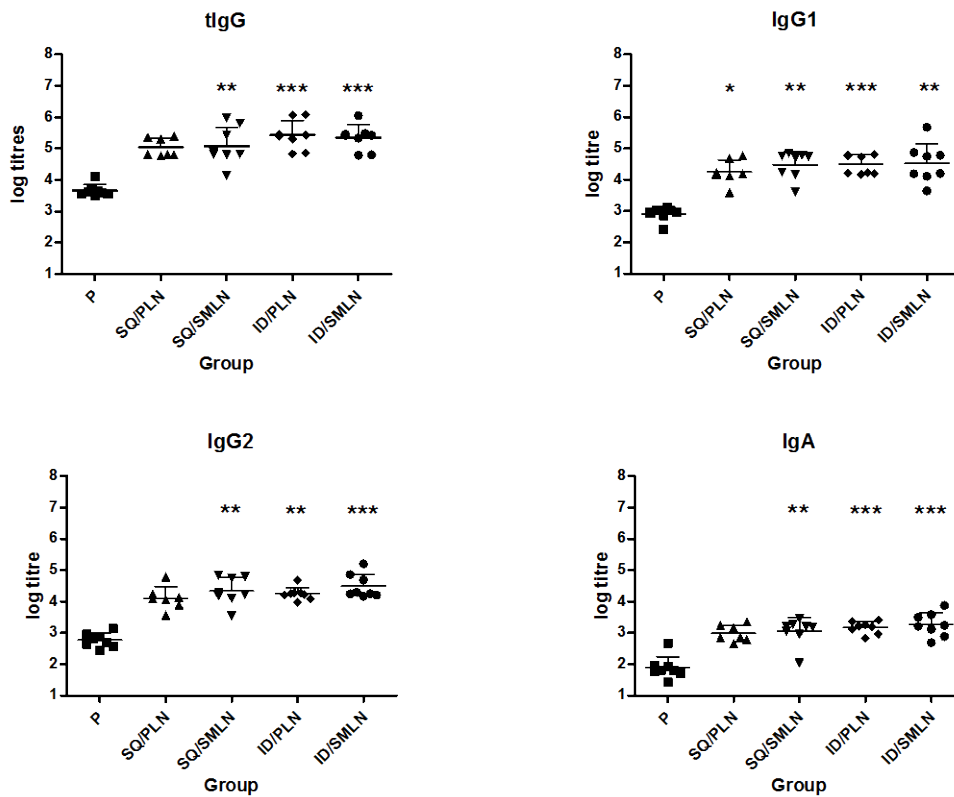 tIgG
log titres
8
7
6
5
4
3
2
1
** *** ***
P SQ/PLN SQ/SMLN ID/PLN ID/SMLN
Group
IgG1
log titre
8
7
6
5
4
3
2
1
* ** *** **
P SQ/PLN SQ/SMLN ID/PLN ID/SMLN
Group
IgG2
log titre
8
7
6
5
4
3
2
1
** ** ***
P SQ/PLN SQ/SMLN ID/PLN ID/SMLN
Group
IgA
log titre
8
7
6
5
4
3
2
1
** *** ***
P SQ/PLN SQ/SMLN ID/PLN ID/SMLN
Group